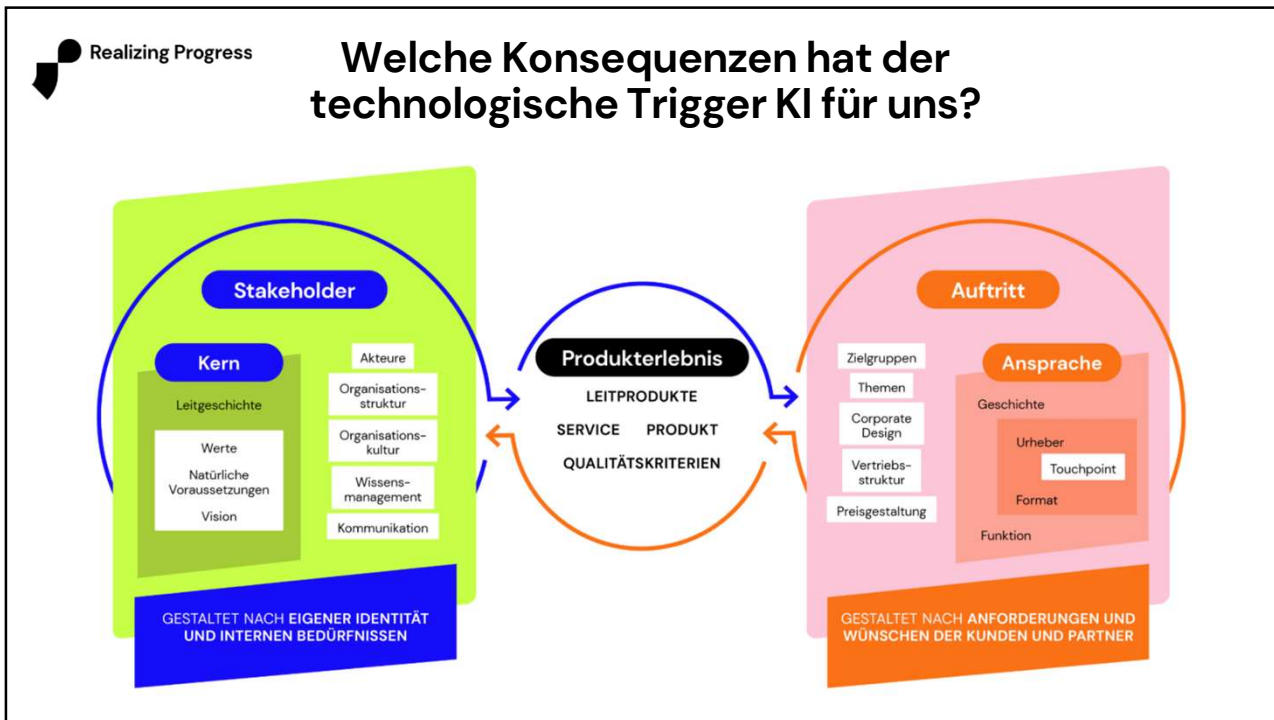 Realizing Progress
Welche Konsequenzen hat der
technologische Trigger KI für uns?
Stakeholder
Kern
Leitgeschichte
Werte
Natürliche
Voraussetzungen
Vision
Akteure
Organisations-
struktur
Organisations-
kultur
Wissens-
management
Kommunikation
GESTALTET NACH EIGENER IDENTITÄT
UND INTERNEN BEDÜRFNISSEN
Produkterlebnis
LEITPRODUKTE
SERVICE PRODUKT
QUALITÄTSKRITERIEN
Auftritt
Zielgruppen
Themen
Corporate
Design
Vertriebs-
struktur
Preisgestaltung
Ansprache
Geschichte
Urheber
Touchpoint
Format
Funktion
GESTALTET NACH ANFORDERUNGEN UND
WÜNSCHEN DER KUNDEN UND PARTNER